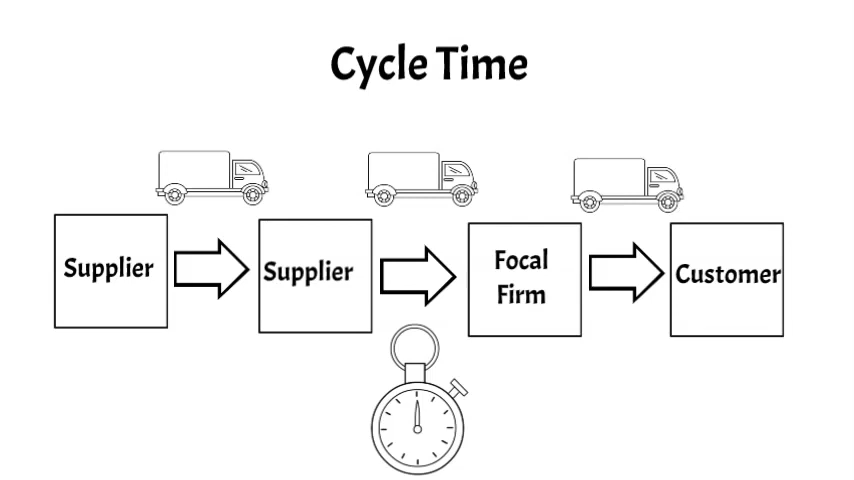 Cycle Time
Supplier
Supplier
Focal
Firm
Customer